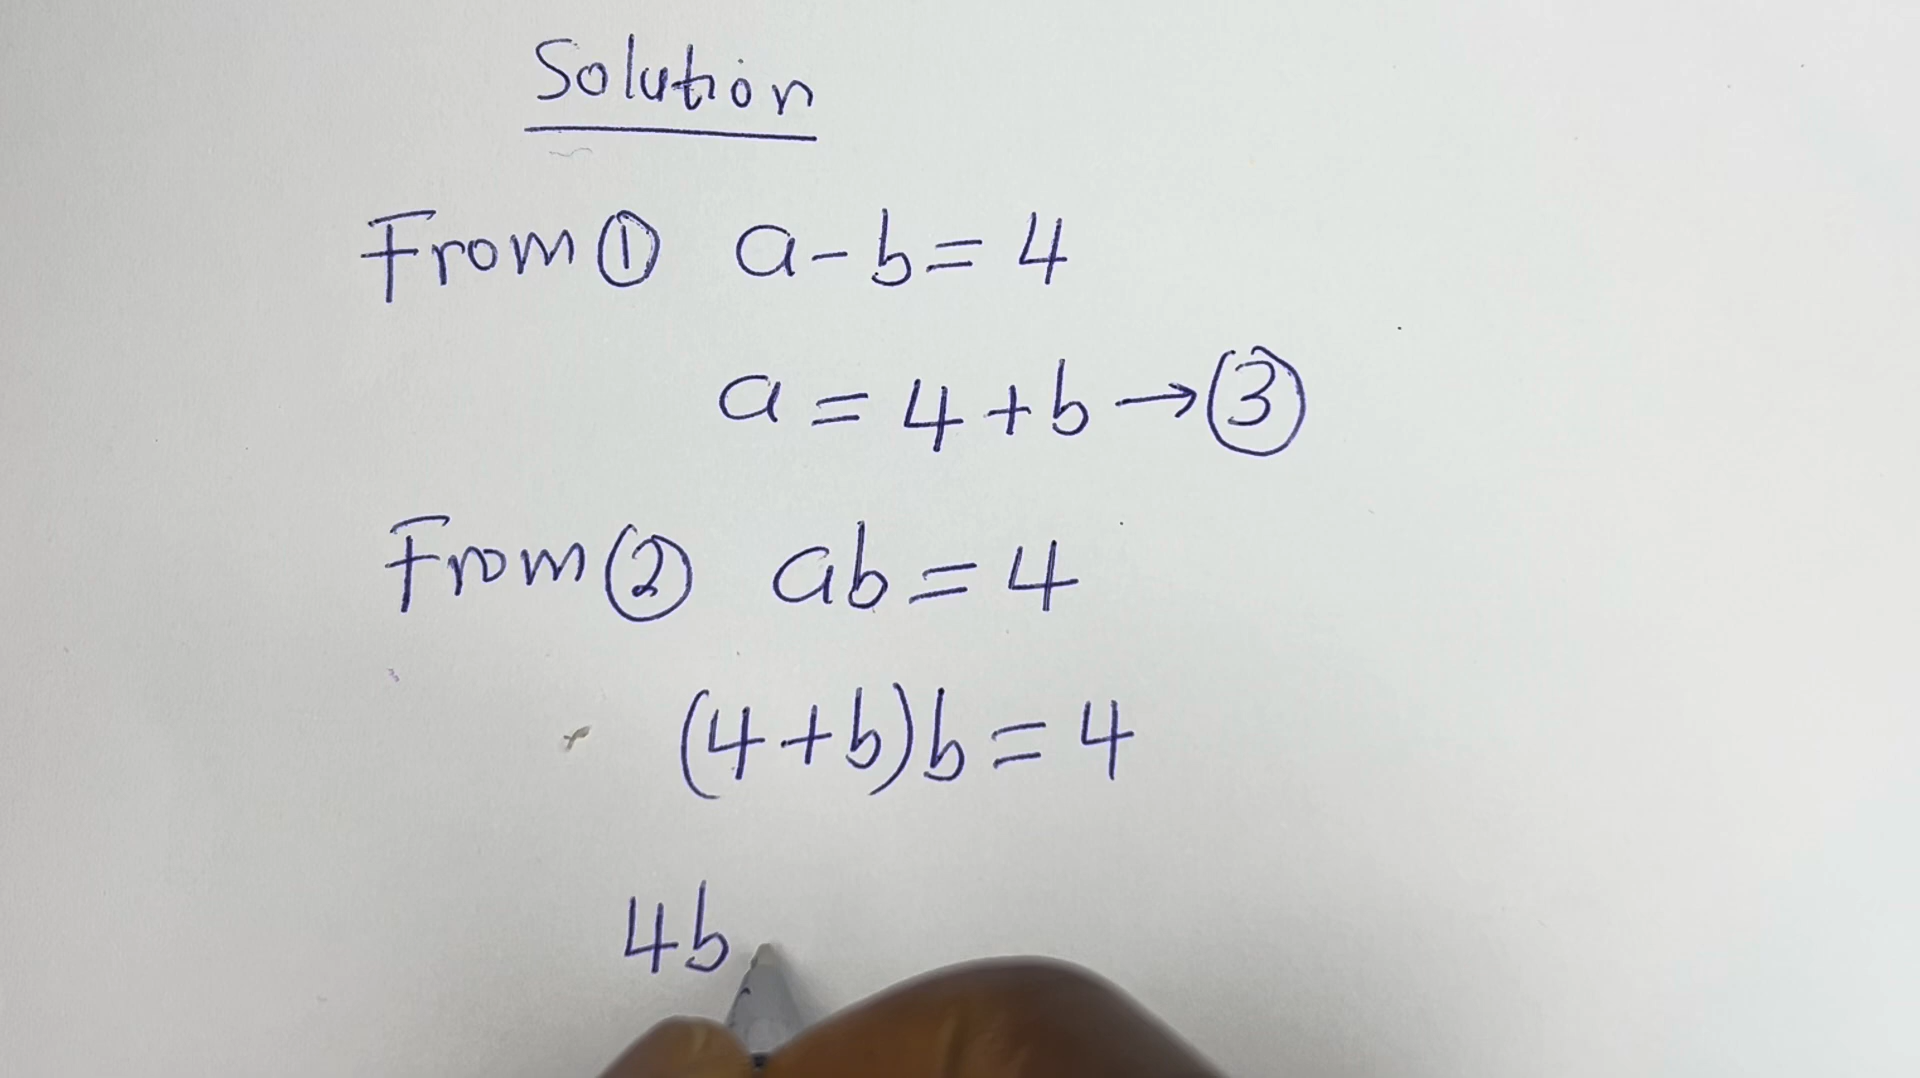 Solution
From ① a - b = 4
a = 4 + b → ③
From ② ab = 4
(4 + b)b = 4
4b